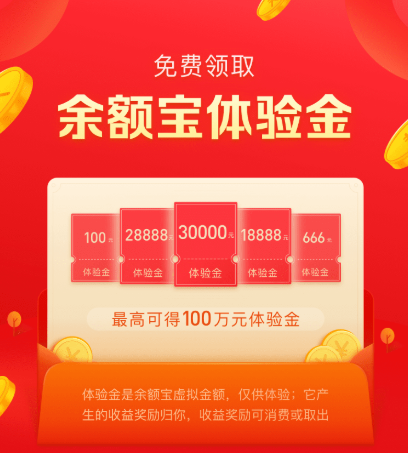 免费领取
余额宝体验金
100元 28888元 30000元 18888元 666元
体验金 体验金 体验金 体验金 体验金
最高可得100万元体验金
体验金是余额宝虚拟金额，仅供体验；它产
生的收益奖励归你，收益奖励可消费或取出